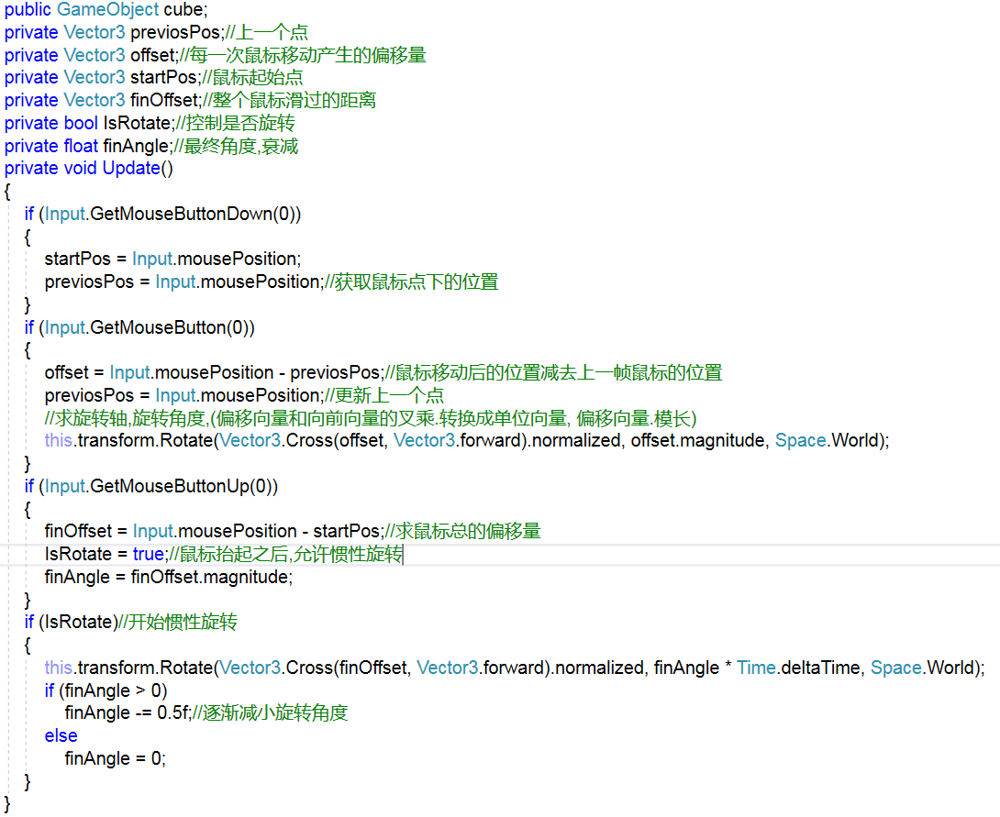 public GameObject cube;
private Vector3 previosPos;//上一个点
private Vector3 offset;//每一次鼠标移动产生的偏移量
private Vector3 startPos;//鼠标起始点
private Vector3 finOffset;//整个鼠标滑过的距离
private bool IsRotate;//控制是否旋转
private float finAngle;//最终角度,衰减
private void Update()
{
if (Input.GetMouseButtonDown(0))
{
startPos = Input.mousePosition;
previosPos = Input.mousePosition;//获取鼠标点下的位置
}
if (Input.GetMouseButton(0))
{
offset = Input.mousePosition - previosPos;//鼠标移动后的位置减去上一帧鼠标的位置
previosPos = Input.mousePosition;//更新上一个点
//求旋转轴,旋转角度,(偏移向量和向前向量的叉乘.转换成单位向量, 偏移向量.模长)
this.transform.Rotate(Vector3.Cross(offset, Vector3.forward).normalized, offset.magnitude, Space.World);
}
if (Input.GetMouseButtonUp(0))
{
finOffset = Input.mousePosition - startPos;//求鼠标总的偏移量
IsRotate = true;//鼠标抬起之后,允许惯性旋转
finAngle = finOffset.magnitude;
}
if (IsRotate)//开始惯性旋转
{
this.transform.Rotate(Vector3.Cross(finOffset, Vector3.forward).normalized, finAngle * Time.deltaTime, Space.World);
if (finAngle > 0)
finAngle -= 0.5f;//逐渐减小旋转角度
else
finAngle = 0;
}
}